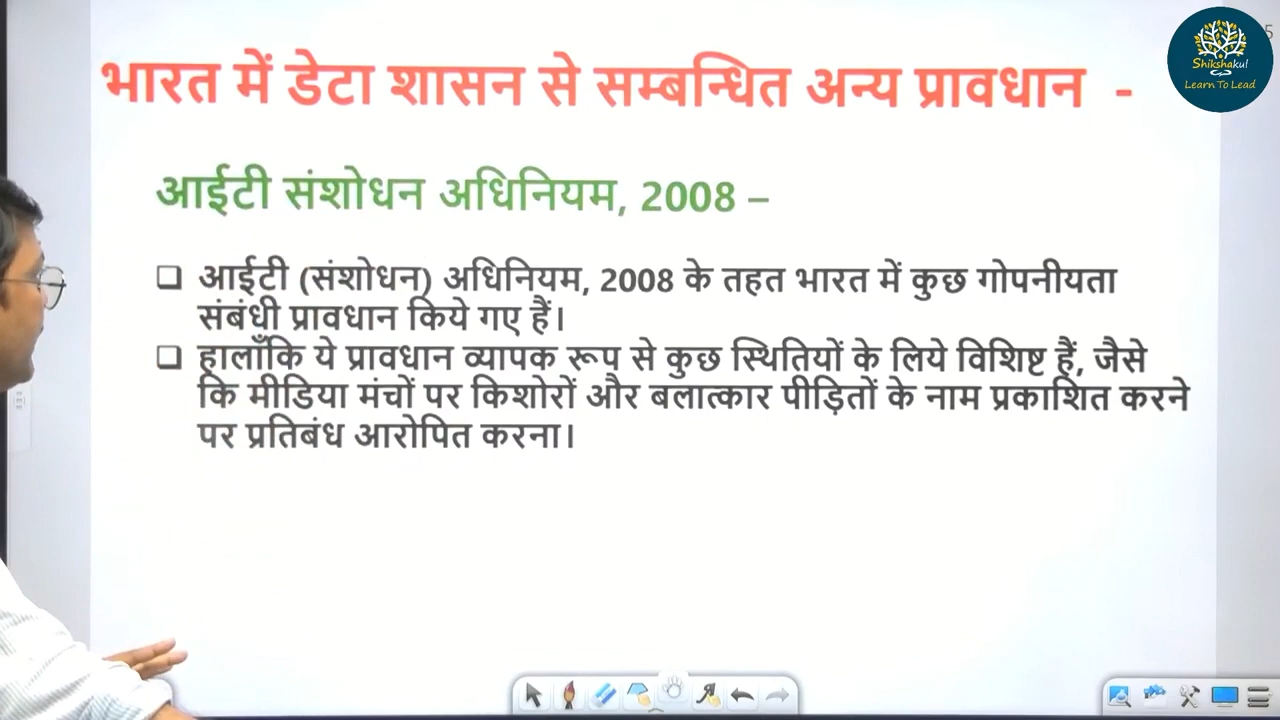 भारत में डेटा शासन से सम्बन्धित अन्य प्रावधान -
Shikshakul
Learn To Lead
आईटी संशोधन अधिनियम, 2008 –
❑ आईटी (संशोधन) अधिनियम, 2008 के तहत भारत में कुछ गोपनीयता
संबंधी प्रावधान किये गए हैं।
❑ हालाँकि ये प्रावधान व्यापक रूप से कुछ स्थितियों के लिये विशिष्ट हैं, जैसे
कि मीडिया मंचों पर किशोरों और बलात्कार पीड़ितों के नाम प्रकाशित करने
पर प्रतिबंध आरोपित करना।